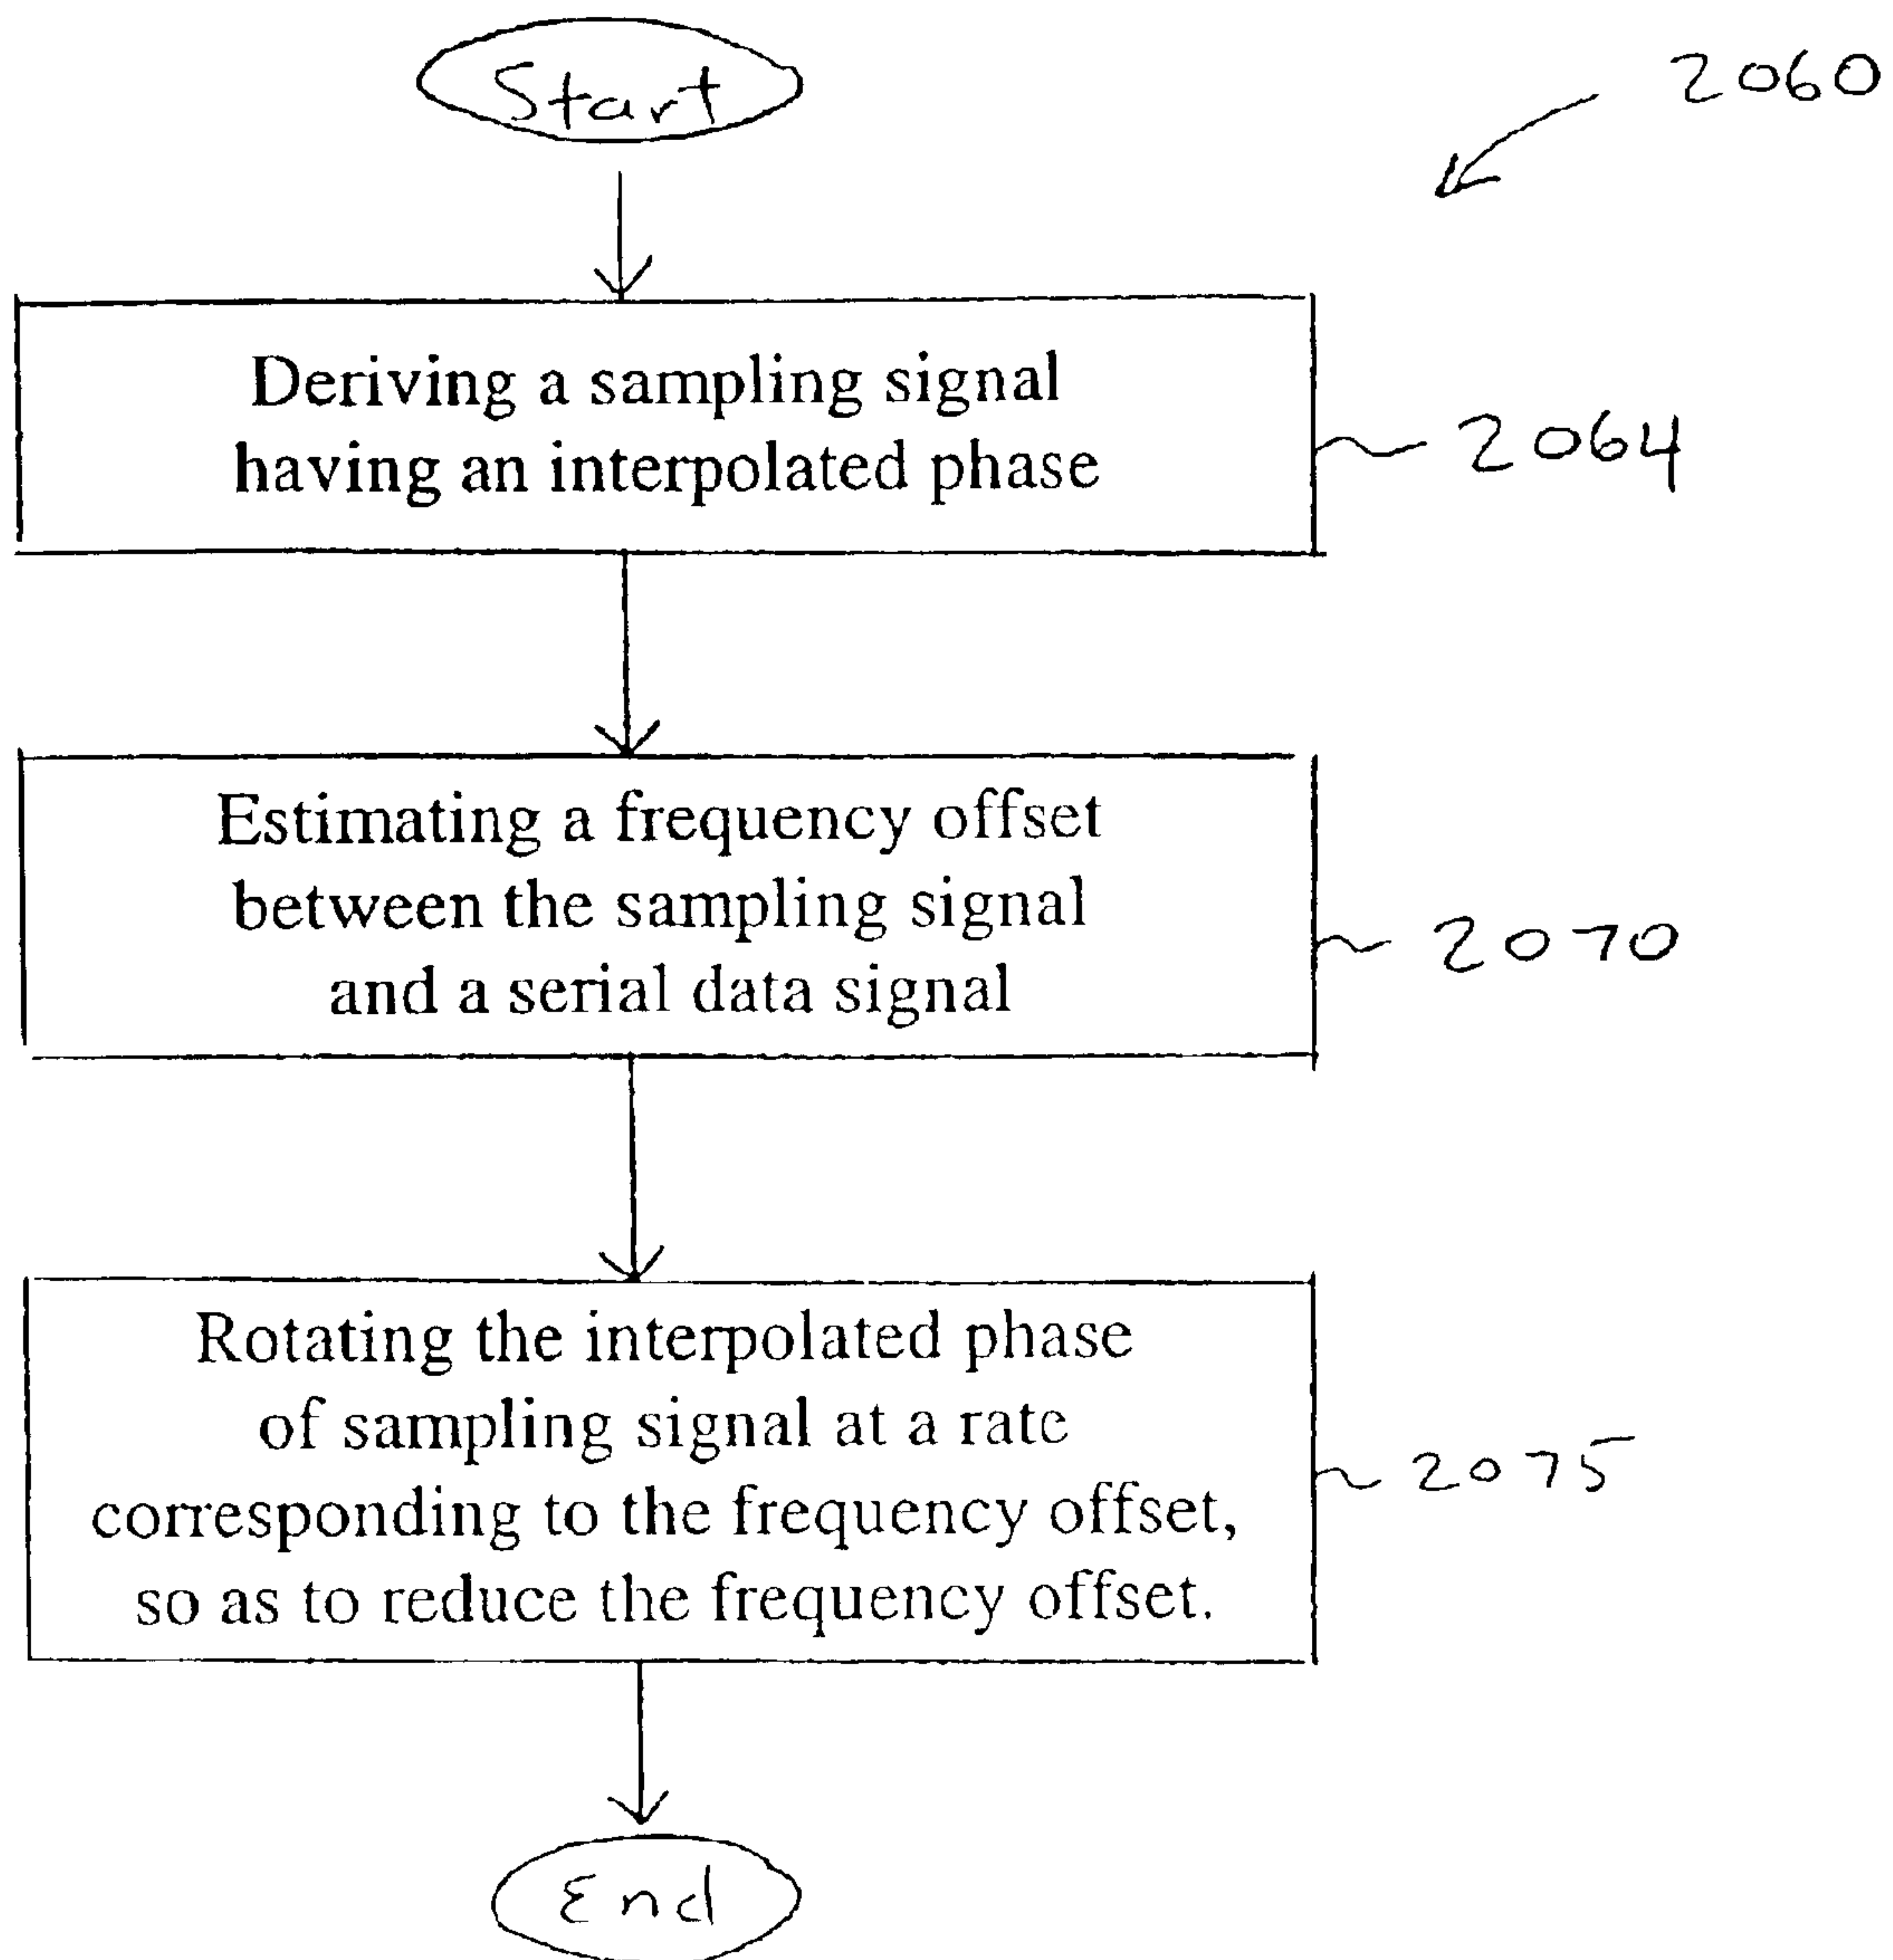 Start
2060
Deriving a sampling signal
having an interpolated phase
2064
Estimating a frequency offset
between the sampling signal
and a serial data signal
2070
Rotating the interpolated phase
of sampling signal at a rate
corresponding to the frequency offset,
so as to reduce the frequency offset.
2075
End